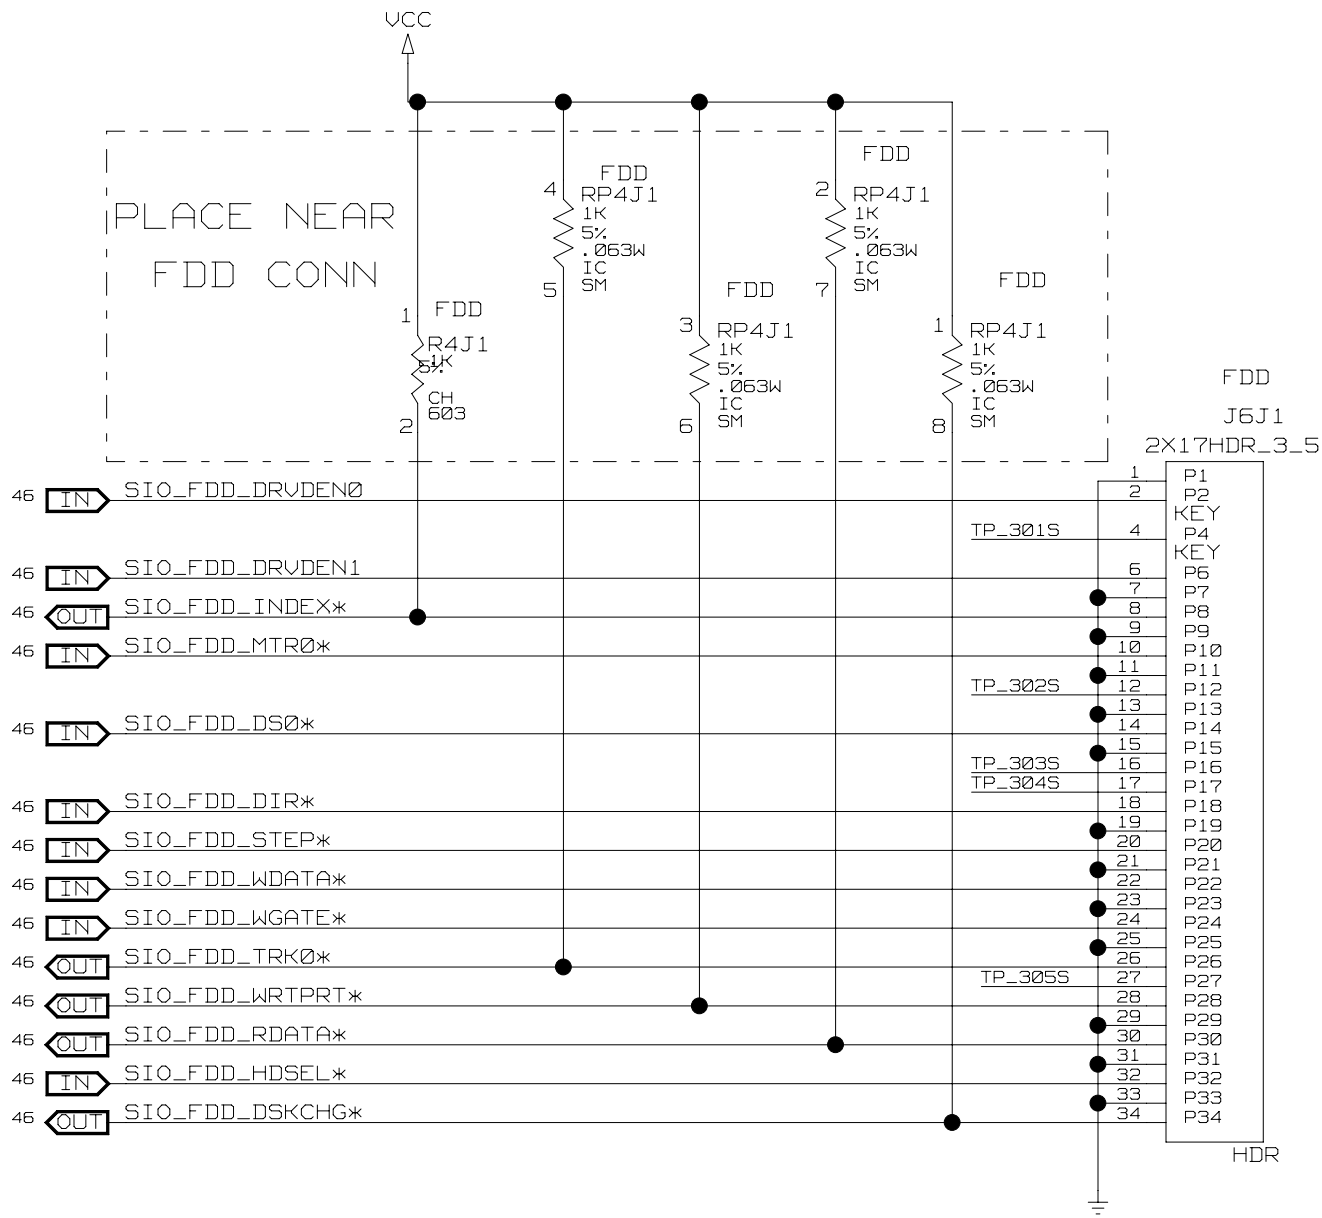 VCC
PLACE NEAR
FDD CONN
1
FDD
R4J1
1K
5%
CH
603
2
4
FDD
RP4J1
1K
5%
.063W
IC
SM
5
3
FDD
RP4J1
1K
5%
.063W
IC
SM
6
2
FDD
RP4J1
1K
5%
.063W
IC
SM
7
1
FDD
RP4J1
1K
5%
.063W
IC
SM
8
FDD
J6J1
2X17HDR_3_5
1 P1
46 IN SIO_FDD_DRVDEN0 2 P2
KEY
TP_301S 4 P4
KEY
46 IN SIO_FDD_DRVDEN1 6 P6
7 P7
46 OUT SIO_FDD_INDEX* 8 P8
9 P9
46 IN SIO_FDD_MTR0* 10 P10
11 P11
TP_302S 12 P12
13 P13
46 IN SIO_FDD_DS0* 14 P14
15 P15
TP_303S 16 P16
TP_304S 17 P17
46 IN SIO_FDD_DIR* 18 P18
19 P19
46 IN SIO_FDD_STEP* 20 P20
21 P21
46 IN SIO_FDD_WDATA* 22 P22
23 P23
46 IN SIO_FDD_WGATE* 24 P24
25 P25
46 OUT SIO_FDD_TRK0* 26 P26
TP_305S 27 P27
46 OUT SIO_FDD_WRTPRT* 28 P28
29 P29
46 OUT SIO_FDD_RDATA* 30 P30
31 P31
46 IN SIO_FDD_HDSEL* 32 P32
33 P33
46 OUT SIO_FDD_DSKCHG* 34 P34
HDR